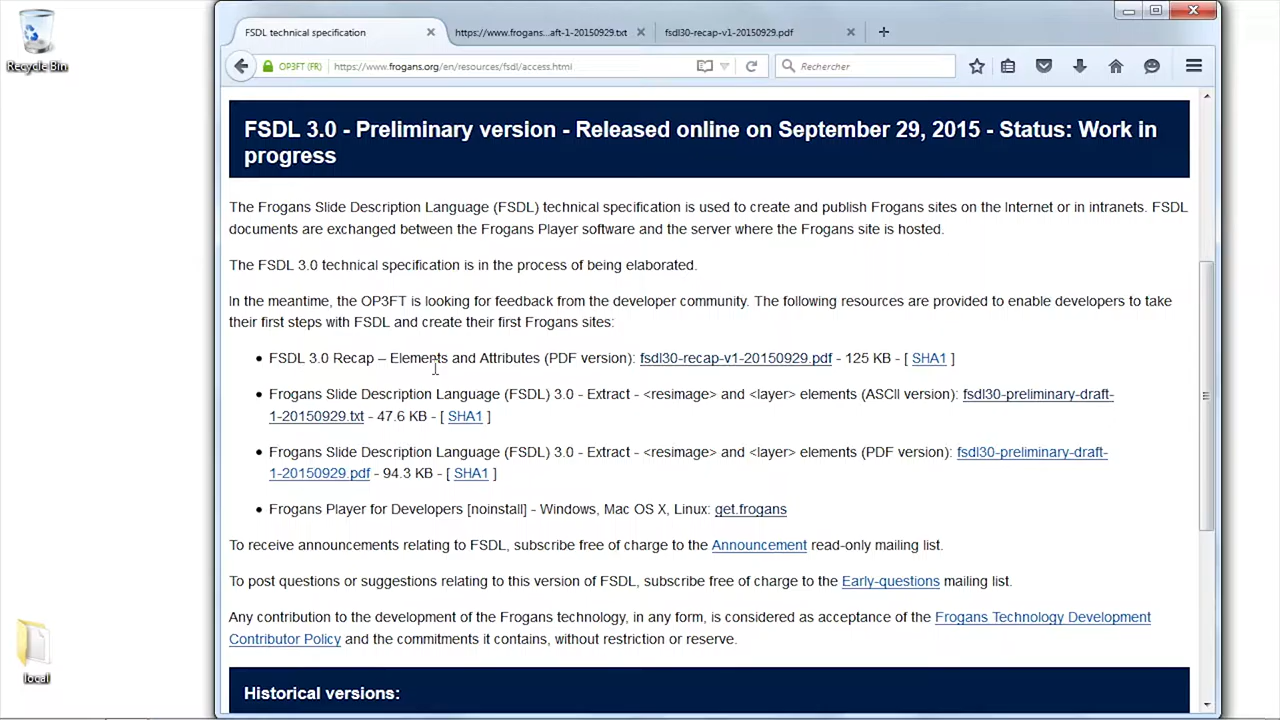 Recycle Bin
local
FSDL technical specification
https://www.frogans...aft-1-20150929.txt
fsdl30-recap-v1-20150929.pdf
OP3FT (FR)
https://www.frogans.org/en/resources/fsdl/access.html
Rechercher
FSDL 3.0 - Preliminary version - Released online on September 29, 2015 - Status: Work in
progress
The Frogans Slide Description Language (FSDL) technical specification is used to create and publish Frogans sites on the Internet or in intranets. FSDL
documents are exchanged between the Frogans Player software and the server where the Frogans site is hosted.
The FSDL 3.0 technical specification is in the process of being elaborated.
In the meantime, the OP3FT is looking for feedback from the developer community. The following resources are provided to enable developers to take
their first steps with FSDL and create their first Frogans sites:
• FSDL 3.0 Recap – Elements and Attributes (PDF version): fsdl30-recap-v1-20150929.pdf - 125 KB - [ SHA1 ]
• Frogans Slide Description Language (FSDL) 3.0 - Extract - <resimage> and <layer> elements (ASCII version): fsdl30-preliminary-draft-
1-20150929.txt - 47.6 KB - [ SHA1 ]
• Frogans Slide Description Language (FSDL) 3.0 - Extract - <resimage> and <layer> elements (PDF version): fsdl30-preliminary-draft-
1-20150929.pdf - 94.3 KB - [ SHA1 ]
• Frogans Player for Developers [noinstall] - Windows, Mac OS X, Linux: get.frogans
To receive announcements relating to FSDL, subscribe free of charge to the Announcement read-only mailing list.
To post questions or suggestions relating to this version of FSDL, subscribe free of charge to the Early-questions mailing list.
Any contribution to the development of the Frogans technology, in any form, is considered as acceptance of the Frogans Technology Development
Contributor Policy and the commitments it contains, without restriction or reserve.
Historical versions: